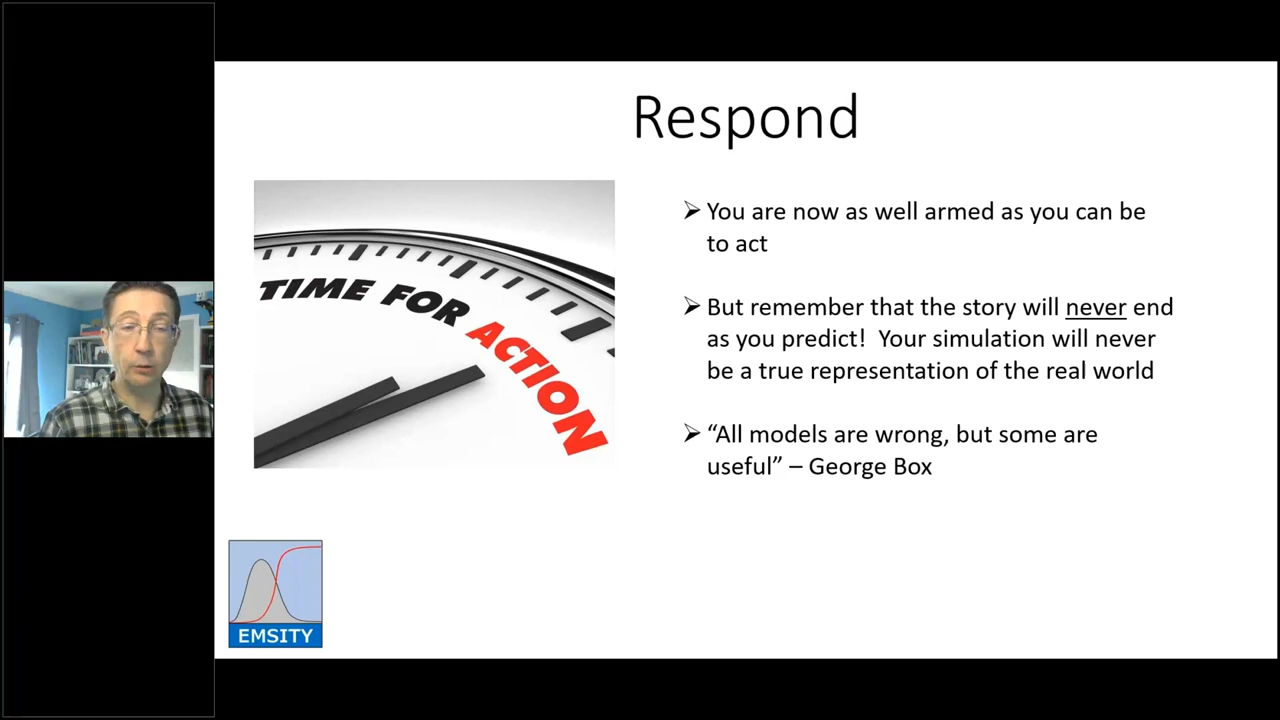 Respond
TIME FOR ACTION
➢ You are now as well armed as you can be
to act
➢ But remember that the story will never end
as you predict!  Your simulation will never
be a true representation of the real world
➢ “All models are wrong, but some are
useful” – George Box
EMSITY